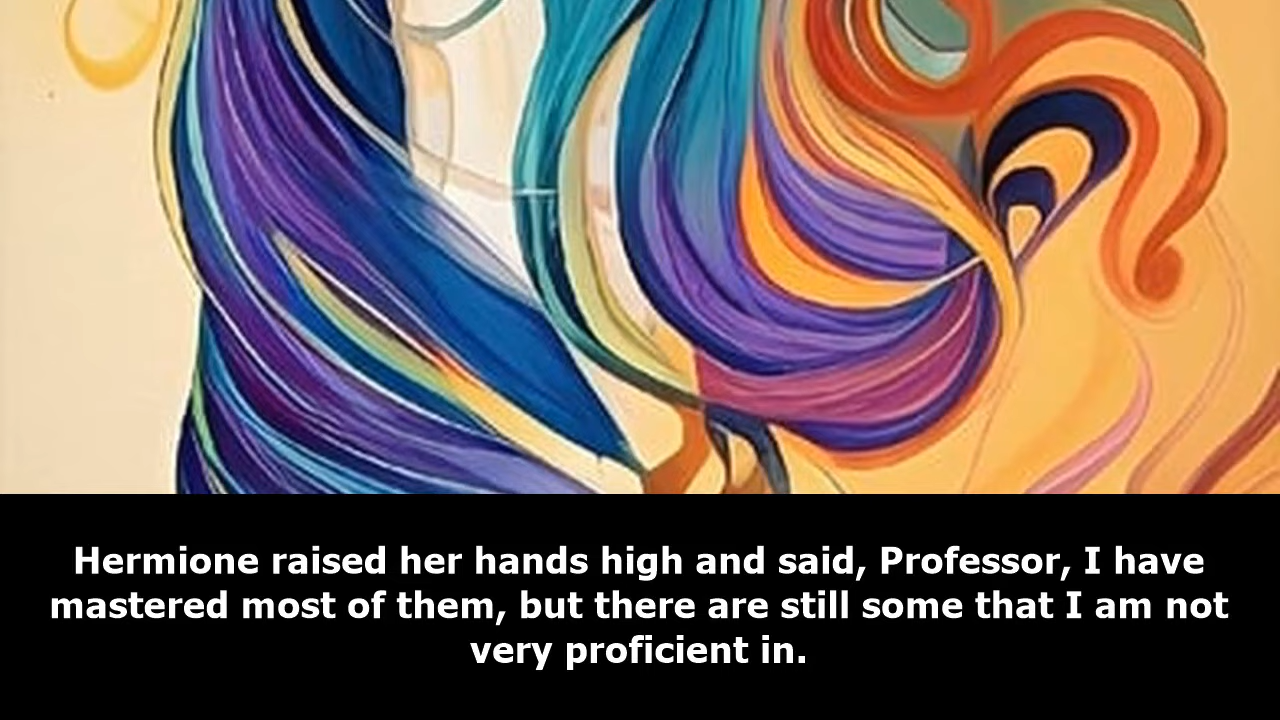 Hermione raised her hands high and said, Professor, I have
mastered most of them, but there are still some that I am not
very proficient in.